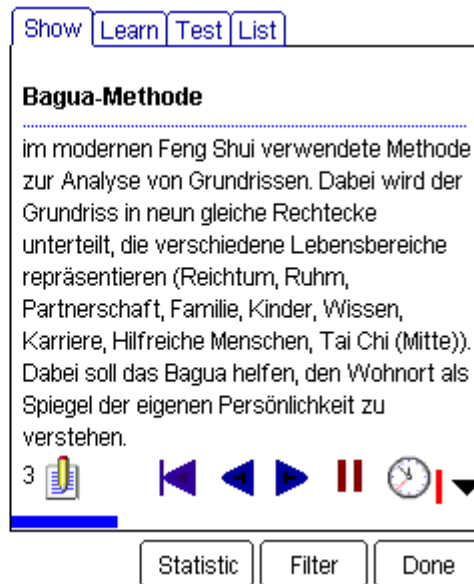 Show Learn Test List
Bagua-Methode
im modernen Feng Shui verwendete Methode
zur Analyse von Grundrissen. Dabei wird der
Grundriss in neun gleiche Rechtecke
unterteilt, die verschiedene Lebensbereiche
repräsentieren (Reichtum, Ruhm,
Partnerschaft, Familie, Kinder, Wissen,
Karriere, Hilfreiche Menschen, Tai Chi (Mitte)).
Dabei soll das Bagua helfen, den Wohnort als
Spiegel der eigenen Persönlichkeit zu
verstehen.
3
Statistic Filter Done